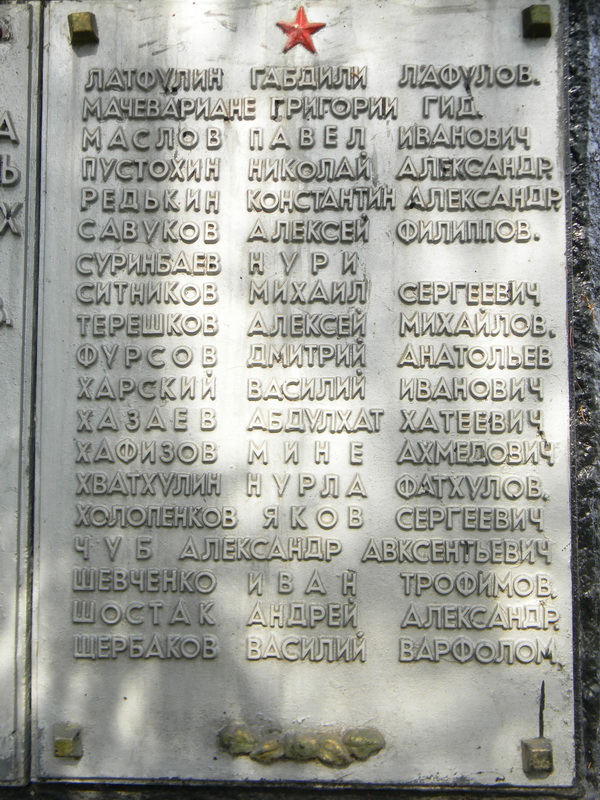 ЛАТФУЛИН ГАБДИЛИ ЛАФУЛОВ.
МАЧЕВАРИАНЕ ГРИГОРИИ ГИД.
МАСЛОВ ПАВЕЛ ИВАНОВИЧ
ПУСТОХИН НИКОЛАЙ АЛЕКСАНДР.
РЕДЬКИН КОНСТАНТИН АЛЕКСАНДР.
САВУКОВ АЛЕКСЕЙ ФИЛИППОВ.
СУРИНБАЕВ НУРИ
СИТНИКОВ МИХАИЛ СЕРГЕЕВИЧ
ТЕРЕШКОВ АЛЕКСЕЙ МИХАЙЛОВ.
ФУРСОВ ДМИТРИЙ АНАТОЛЬЕВ
ХАРСКИЙ ВАСИЛИЙ ИВАНОВИЧ
ХАЗАЕВ АБДУЛХАТ ХАТЕЕВИЧ
ХАФИЗОВ МИНЕ АХМЕДОВИЧ
ХВАТХУЛИН НУРЛА ФАТХУЛОВ.
ХОЛОПЕНКОВ ЯКОВ СЕРГЕЕВИЧ
ЧУБ АЛЕКСАНДР АВКСЕНТЬЕВИЧ
ШЕВЧЕНКО ИВАН ТРОФИМОВ.
ШОСТАК АНДРЕЙ АЛЕКСАНДР.
ЩЕРБАКОВ ВАСИЛИЙ ВАРФОЛОМ.